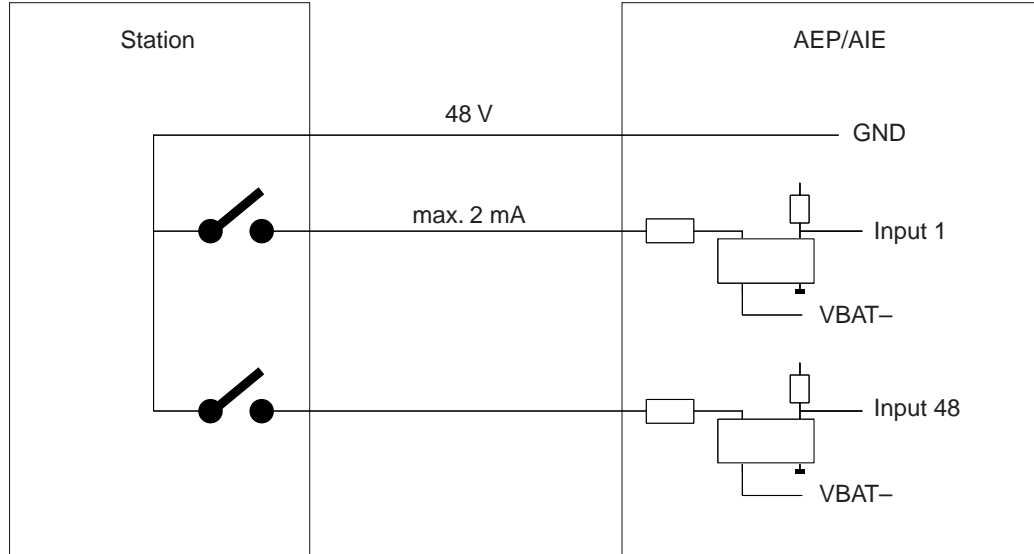 Station
AEP/AIE
48 V
GND
max. 2 mA
Input 1
VBAT–
Input 48
VBAT–